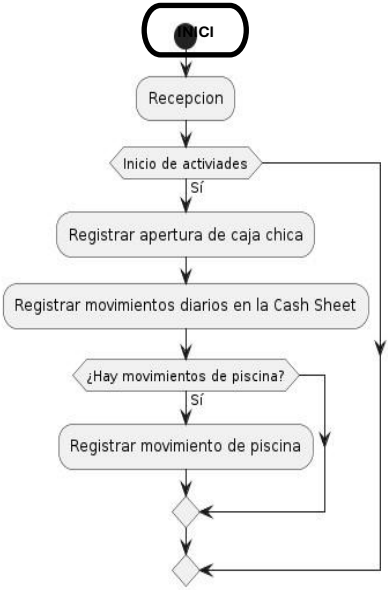 INICI
Recepcion
Inicio de activiades
Sí
Registrar apertura de caja chica
Registrar movimientos diarios en la Cash Sheet
¿Hay movimientos de piscina?
Sí
Registrar movimiento de piscina